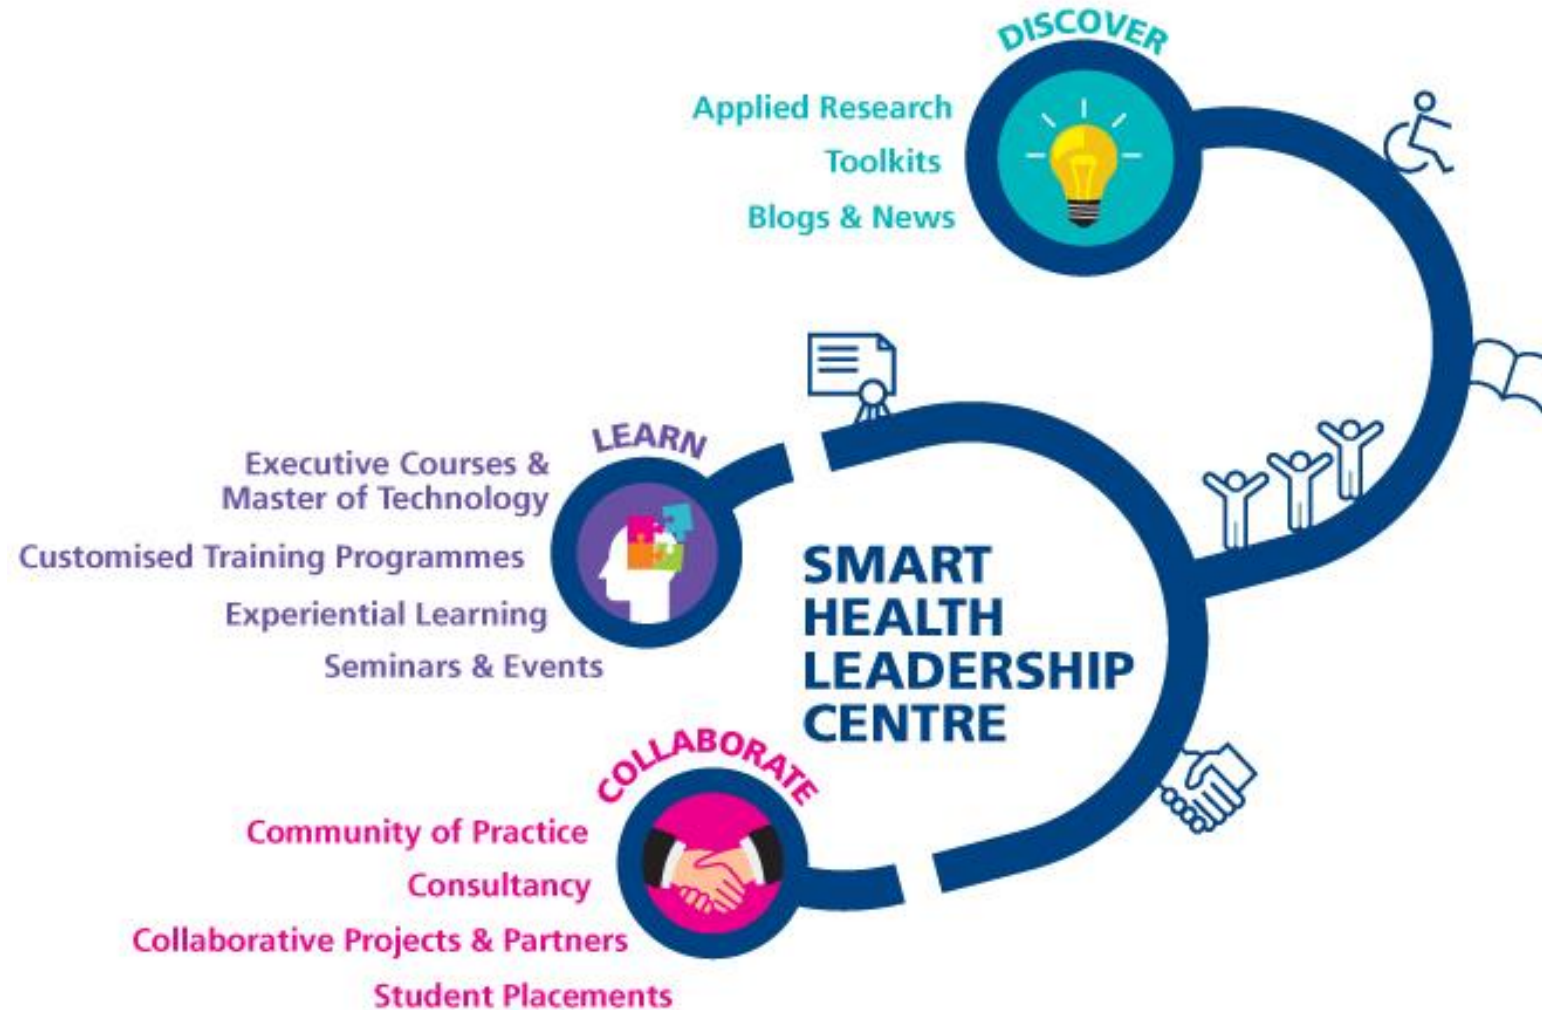 DISCOVER
Applied Research
Toolkits
Blogs & News
LEARN
Executive Courses &
Master of Technology
Customised Training Programmes
Experiential Learning
Seminars & Events
SMART
HEALTH
LEADERSHIP
CENTRE
COLLABORATE
Community of Practice
Consultancy
Collaborative Projects & Partners
Student Placements